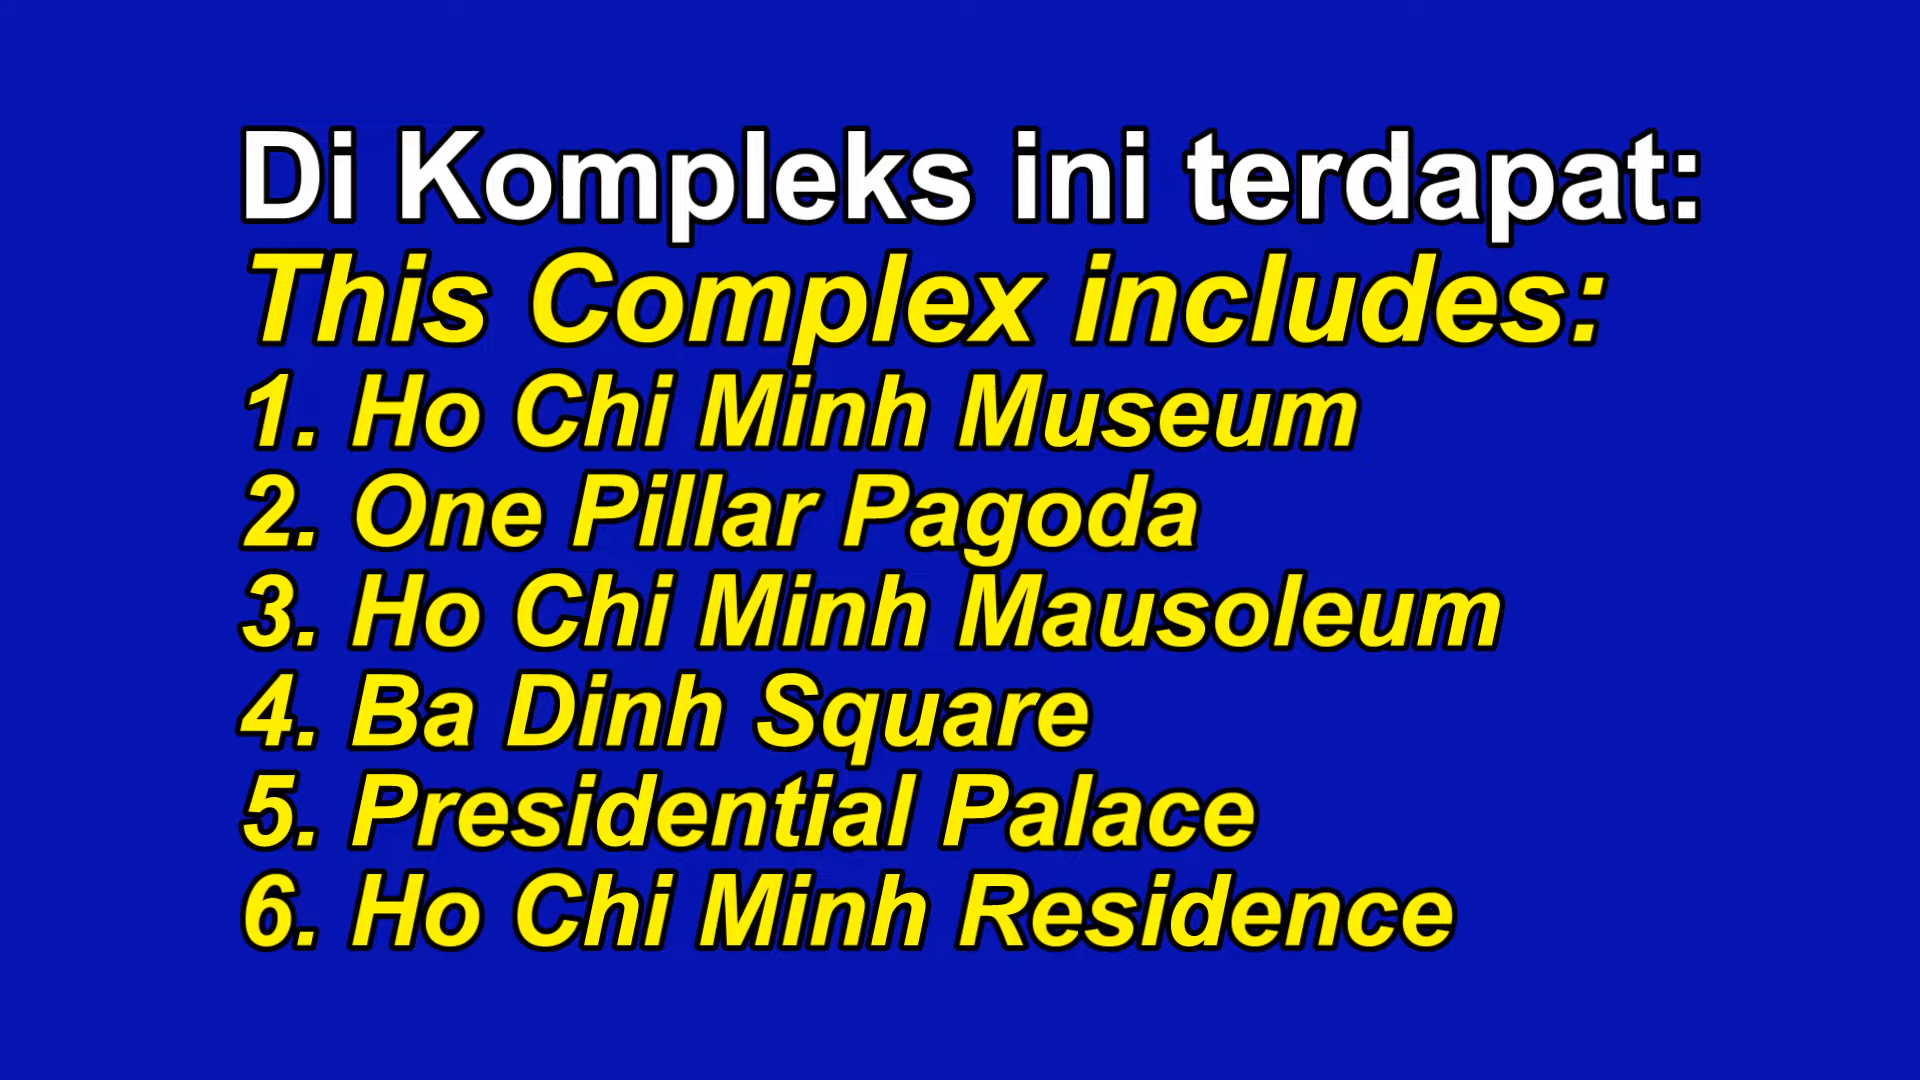 Di Kompleks ini terdapat:
This Complex includes:
1. Ho Chi Minh Museum
2. One Pillar Pagoda
3. Ho Chi Minh Mausoleum
4. Ba Dinh Square
5. Presidential Palace
6. Ho Chi Minh Residence